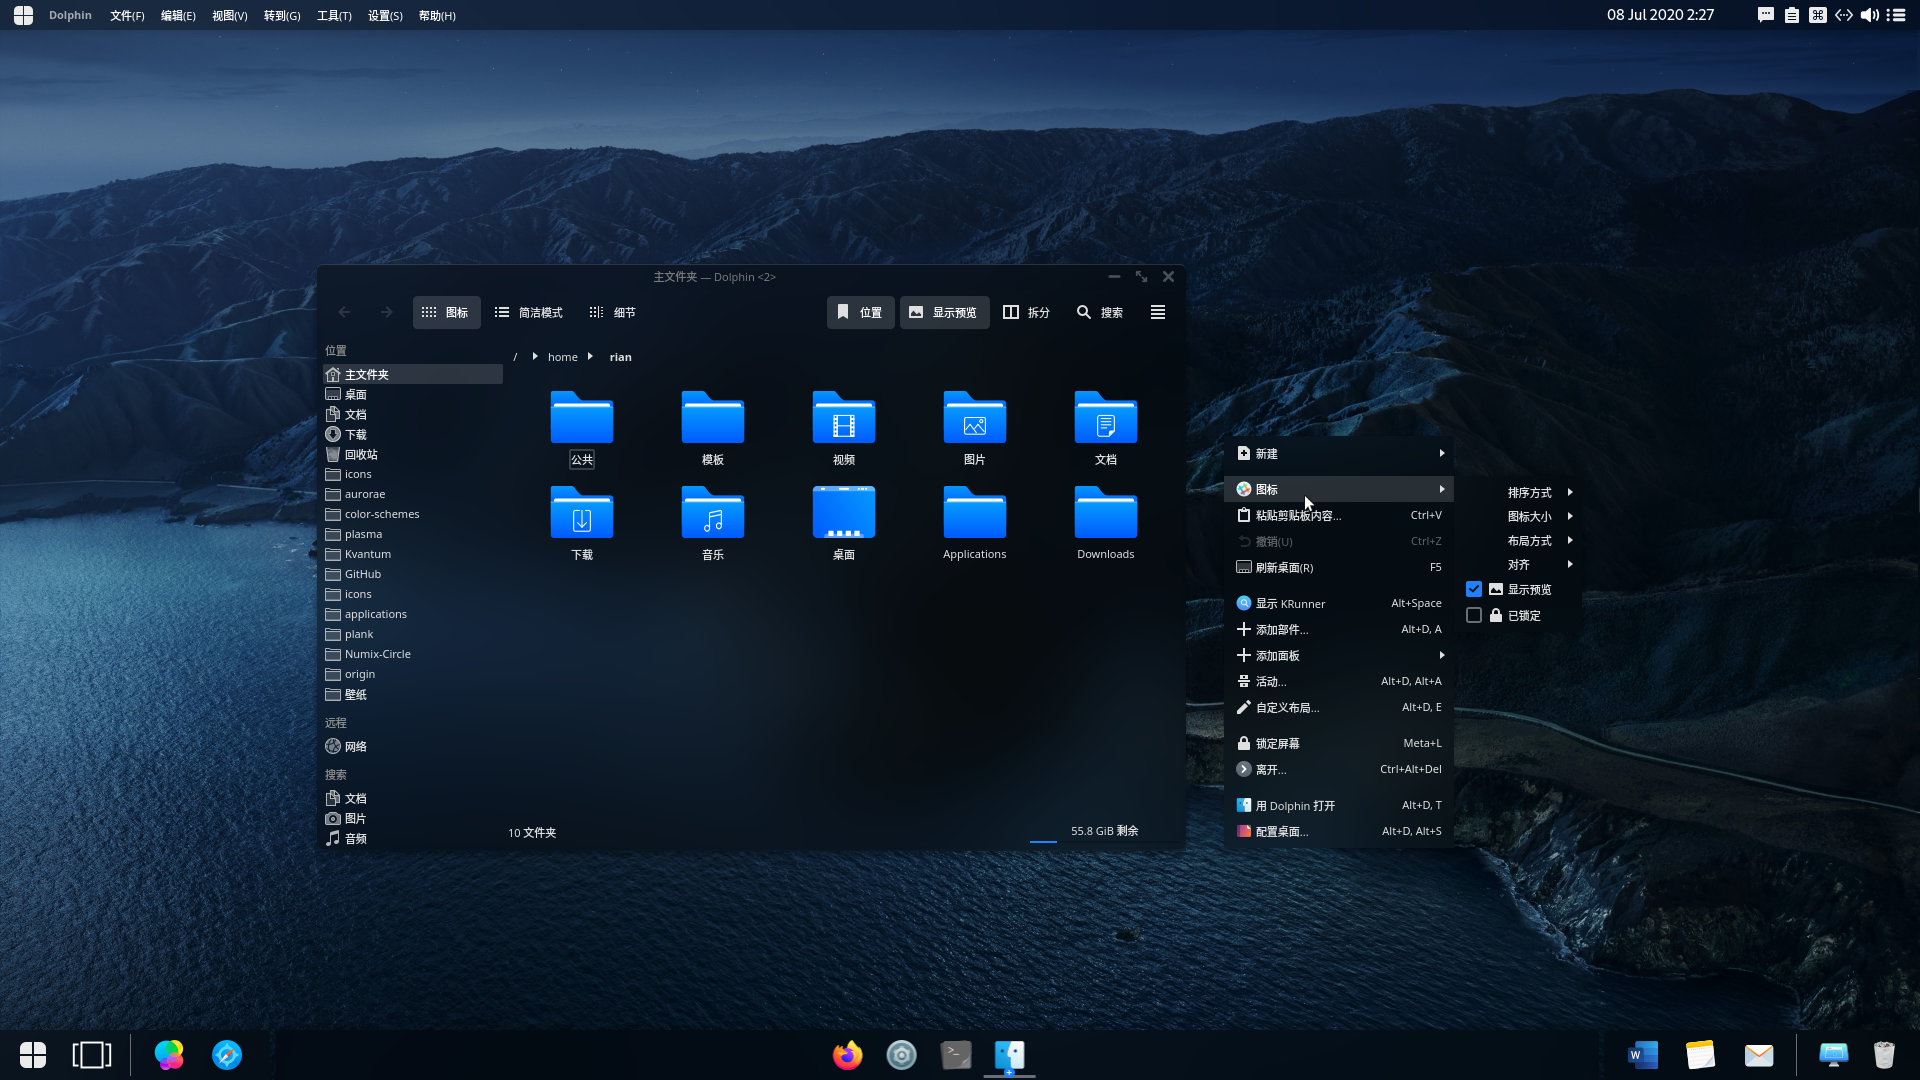 Dolphin 文件(F) 编辑(E) 视图(V) 转到(G) 工具(T) 设置(S) 帮助(H) 08 Jul 2020 2:27
主文件夹 — Dolphin <2>
图标 简洁模式 细节 位置 显示预览 拆分 搜索
位置
主文件夹
桌面
文档
下载
回收站
icons
aurorae
color-schemes
plasma
Kvantum
GitHub
icons
applications
plank
Numix-Circle
origin
壁纸
远程
网络
搜索
文档
图片
音频
/ home rian
公共 模板 视频 图片 文档
下载 音乐 桌面 Applications Downloads
10 文件夹 55.8 GiB 剩余
新建
图标
粘贴剪贴板内容... Ctrl+V
撤销(U) Ctrl+Z
刷新桌面(R) F5
显示 KRunner Alt+Space
添加部件... Alt+D, A
添加面板
活动... Alt+D, Alt+A
自定义布局... Alt+D, E
锁定屏幕 Meta+L
离开... Ctrl+Alt+Del
用 Dolphin 打开 Alt+D, T
配置桌面... Alt+D, Alt+S
排序方式
图标大小
布局方式
对齐
显示预览
已锁定
W